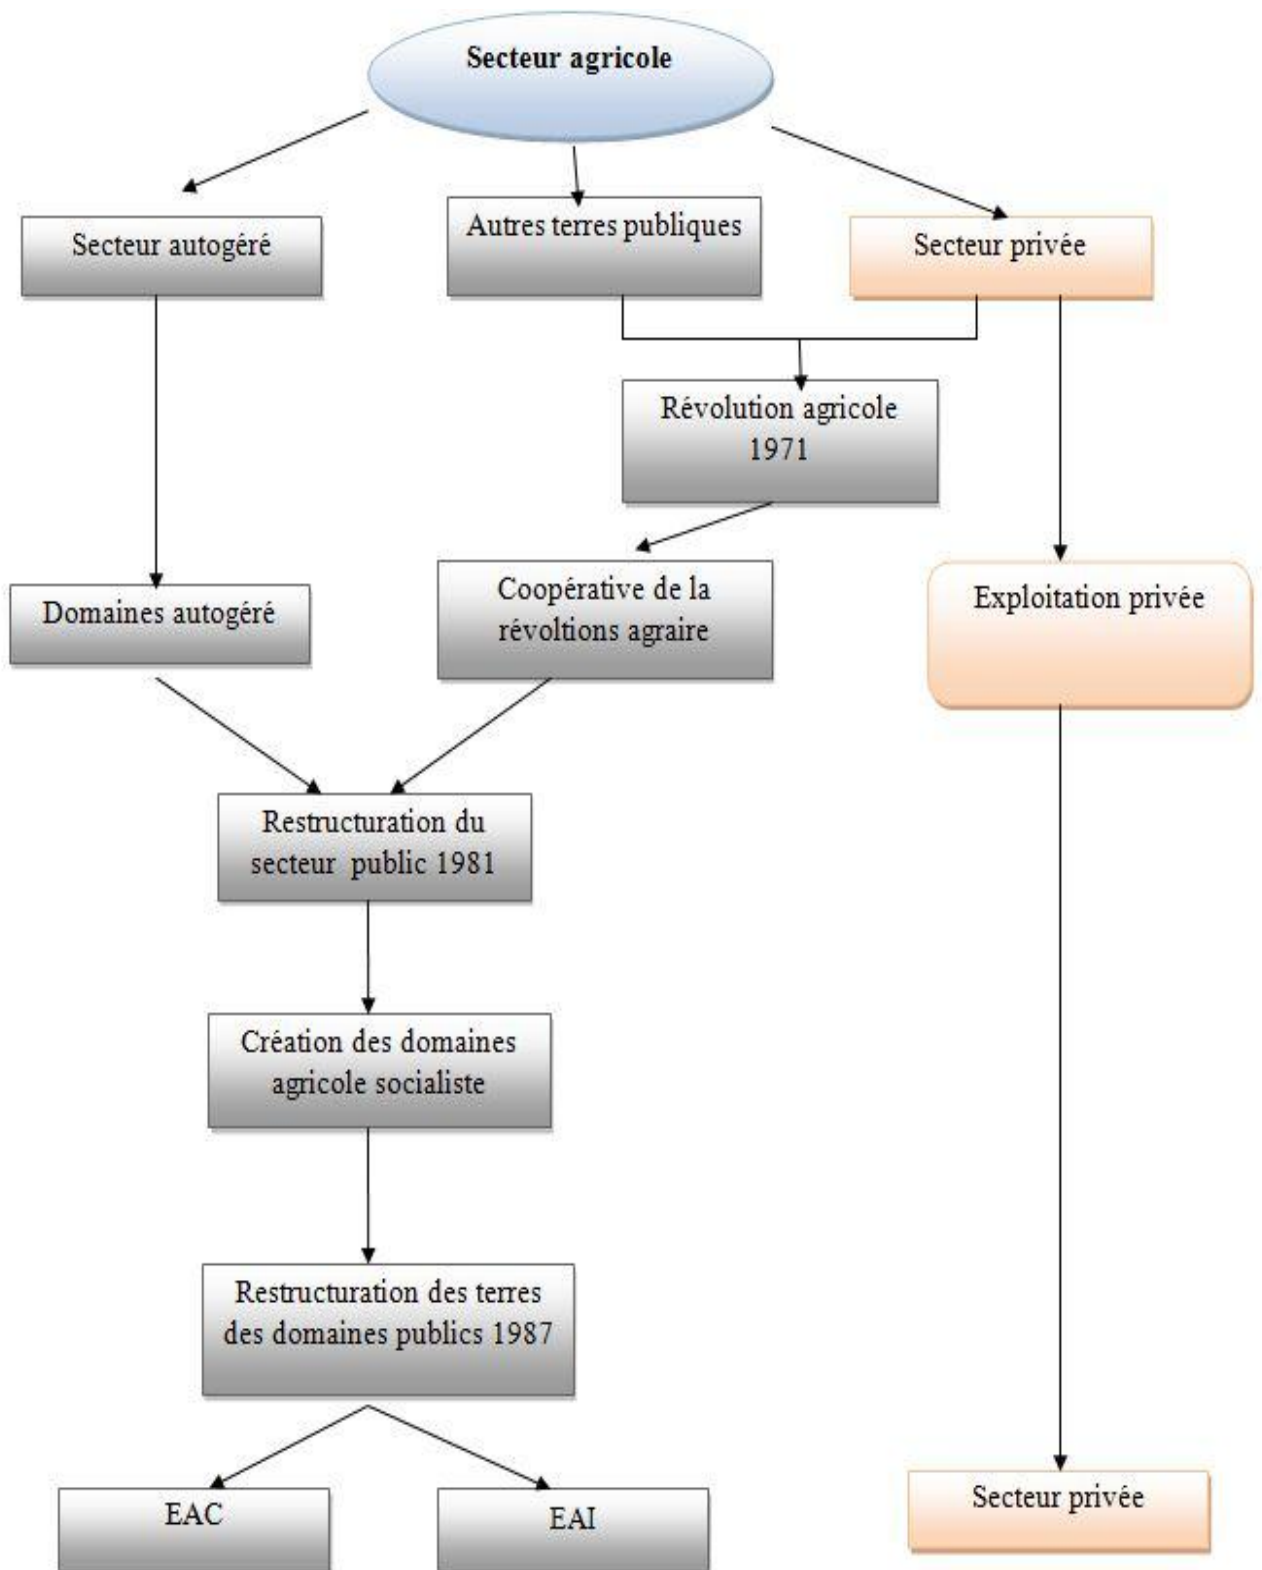 Secteur agricole
Secteur autogéré
Autres terres publiques
Secteur privée
Révolution agricole
1971
Domaines autogéré
Coopérative de la
révoltions agraire
Exploitation privée
Restructuration du
secteur public 1981
Création des domaines
agricole socialiste
Restructuration des terres
des domaines publics 1987
EAC
EAI
Secteur privée